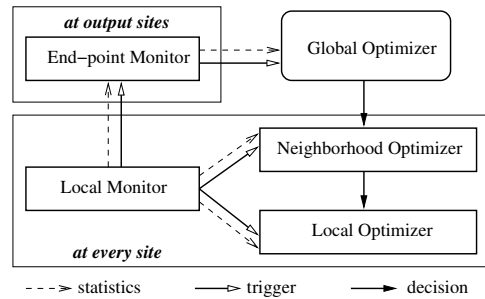 at output sites
End−point Monitor
Global Optimizer
Neighborhood Optimizer
Local Monitor
Local Optimizer
at every site
statistics
trigger
decision